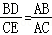 BD/CE = AB/AC